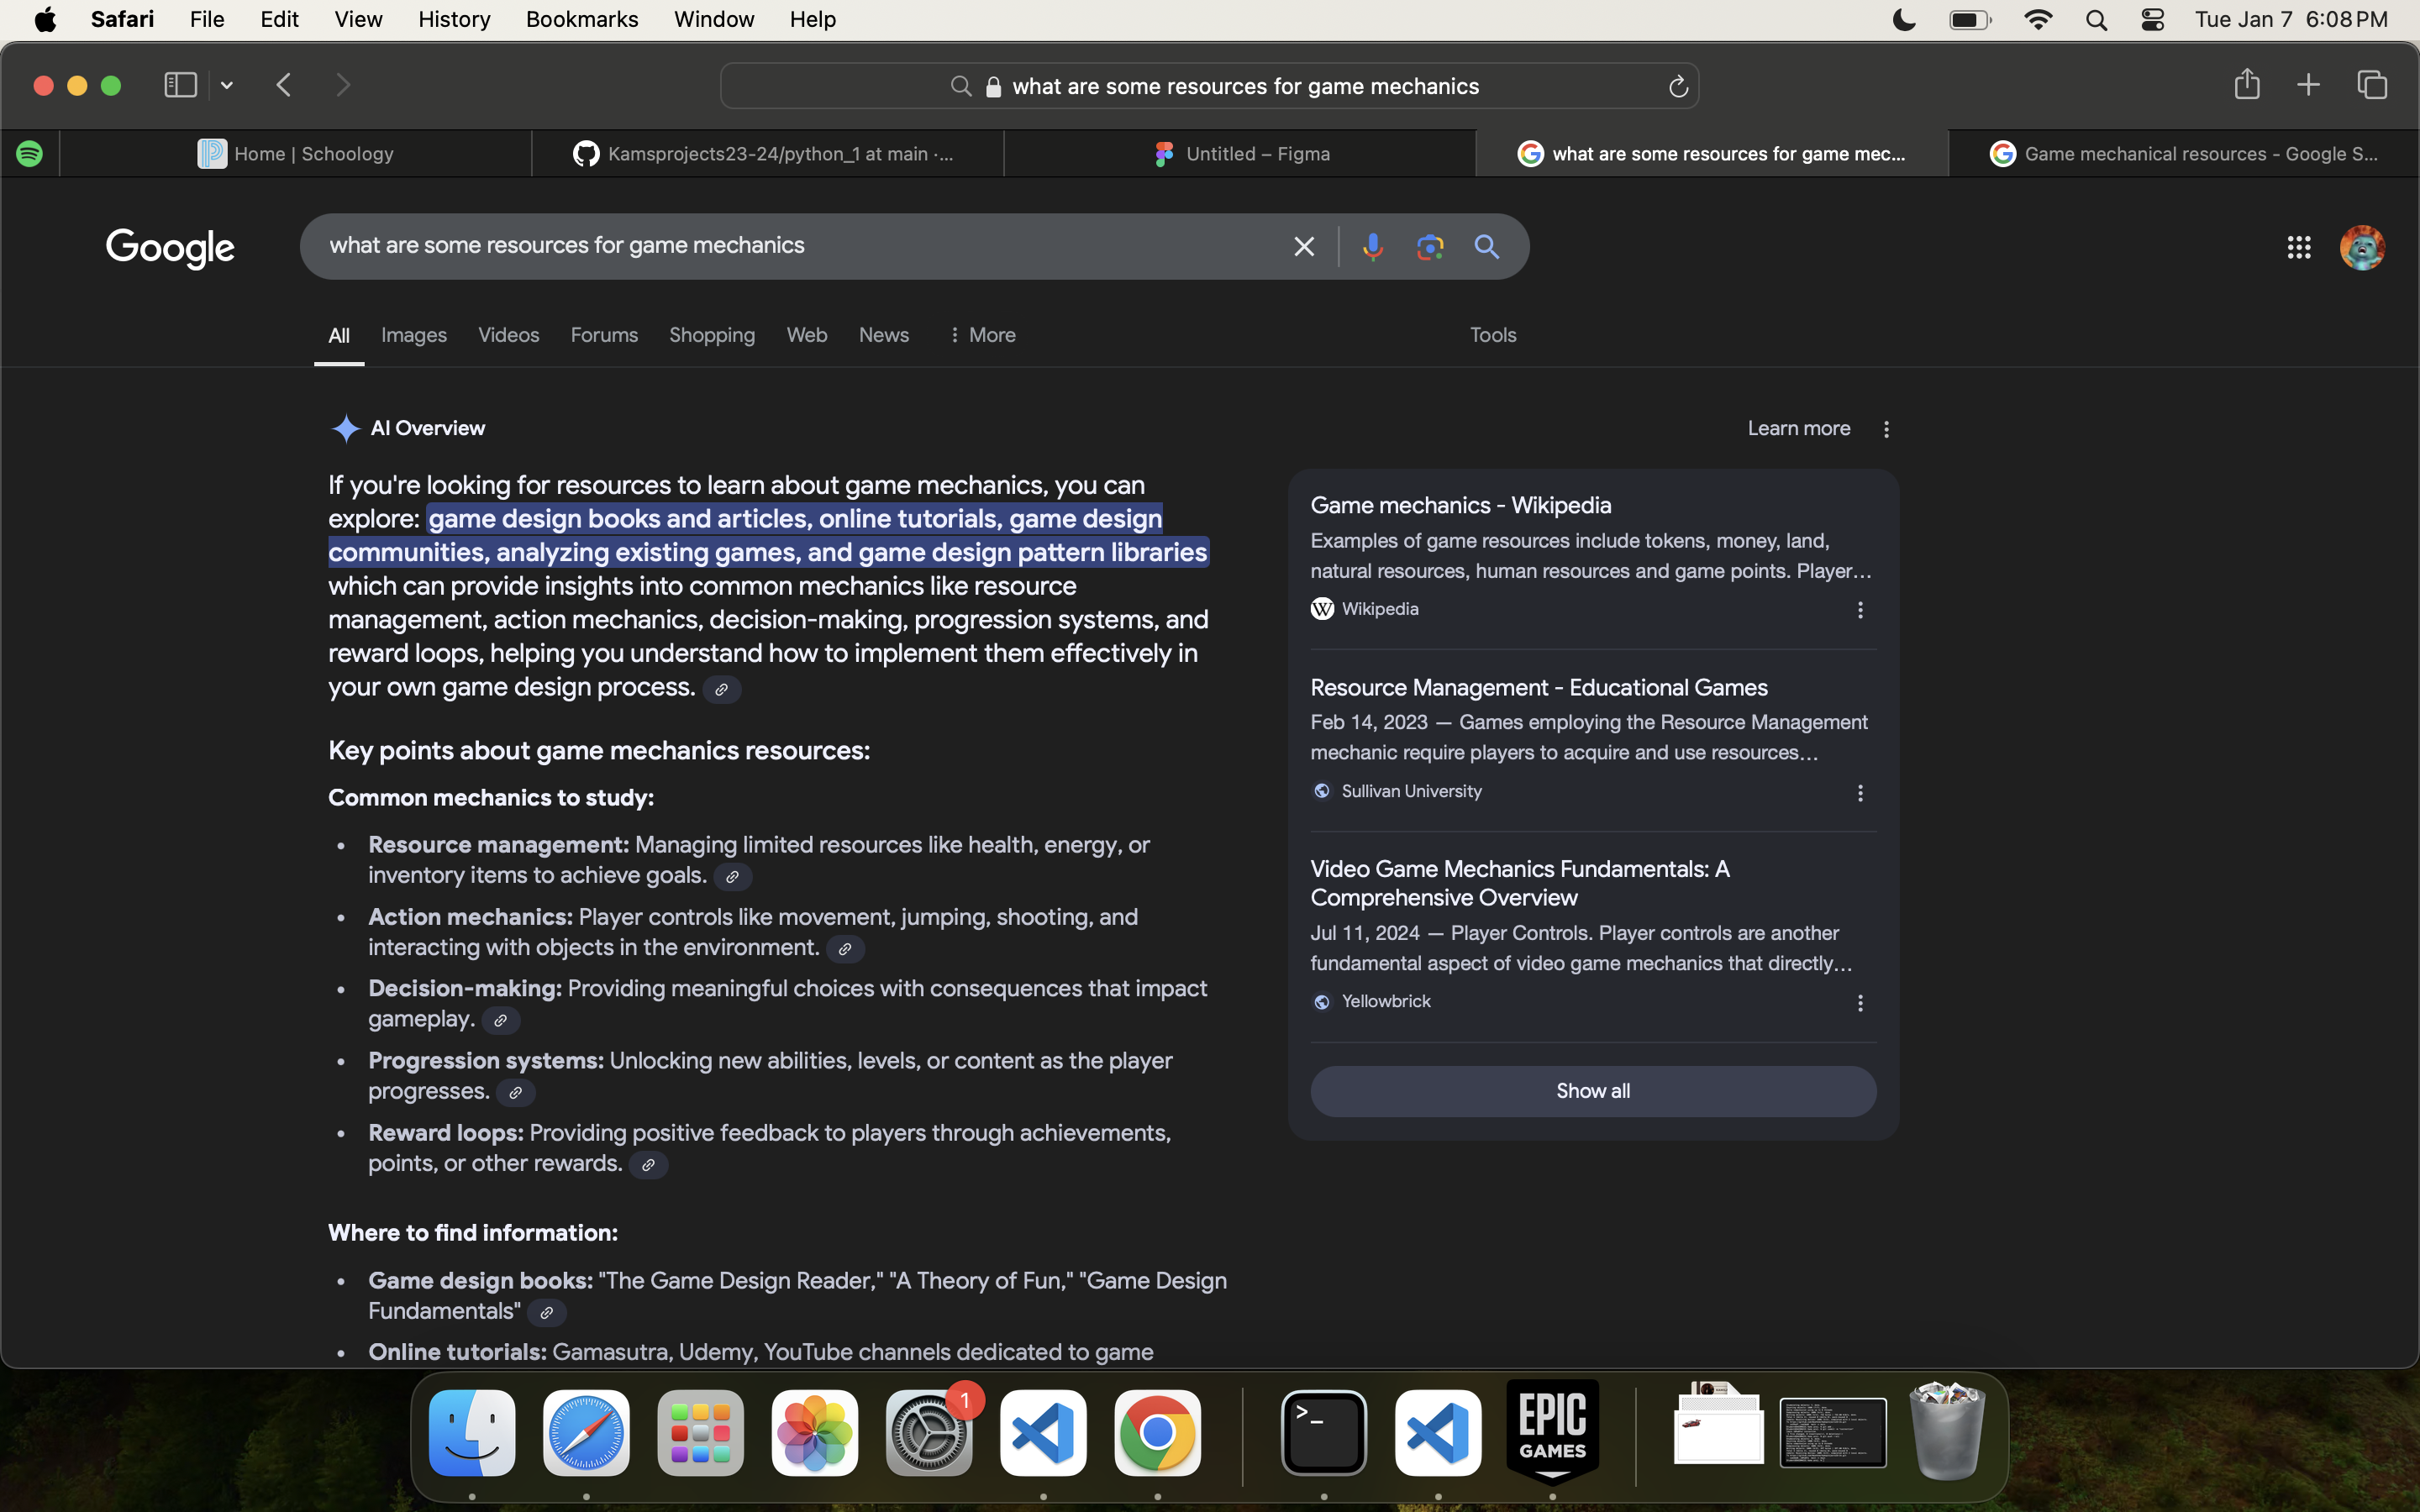 Safari File Edit View History Bookmarks Window Help Tue Jan 7 6:08 PM
what are some resources for game mechanics
Home | Schoology Kamsprojects23-24/python_1 at main ·... Untitled – Figma what are some resources for game mec... Game mechanical resources - Google S...
Google what are some resources for game mechanics
All Images Videos Forums Shopping Web News More Tools
AI Overview Learn more
If you're looking for resources to learn about game mechanics, you can
explore: game design books and articles, online tutorials, game design
communities, analyzing existing games, and game design pattern libraries
which can provide insights into common mechanics like resource
management, action mechanics, decision-making, progression systems, and
reward loops, helping you understand how to implement them effectively in
your own game design process.
Key points about game mechanics resources:
Common mechanics to study:
• Resource management: Managing limited resources like health, energy, or
inventory items to achieve goals.
• Action mechanics: Player controls like movement, jumping, shooting, and
interacting with objects in the environment.
• Decision-making: Providing meaningful choices with consequences that impact
gameplay.
• Progression systems: Unlocking new abilities, levels, or content as the player
progresses.
• Reward loops: Providing positive feedback to players through achievements,
points, or other rewards.
Where to find information:
• Game design books: "The Game Design Reader," "A Theory of Fun," "Game Design
Fundamentals"
• Online tutorials: Gamasutra, Udemy, YouTube channels dedicated to game
Game mechanics - Wikipedia
Examples of game resources include tokens, money, land,
natural resources, human resources and game points. Player...
W Wikipedia
Resource Management - Educational Games
Feb 14, 2023 — Games employing the Resource Management
mechanic require players to acquire and use resources...
Sullivan University
Video Game Mechanics Fundamentals: A
Comprehensive Overview
Jul 11, 2024 — Player Controls. Player controls are another
fundamental aspect of video game mechanics that directly...
Yellowbrick
Show all
1
>_
EPIC
GAMES